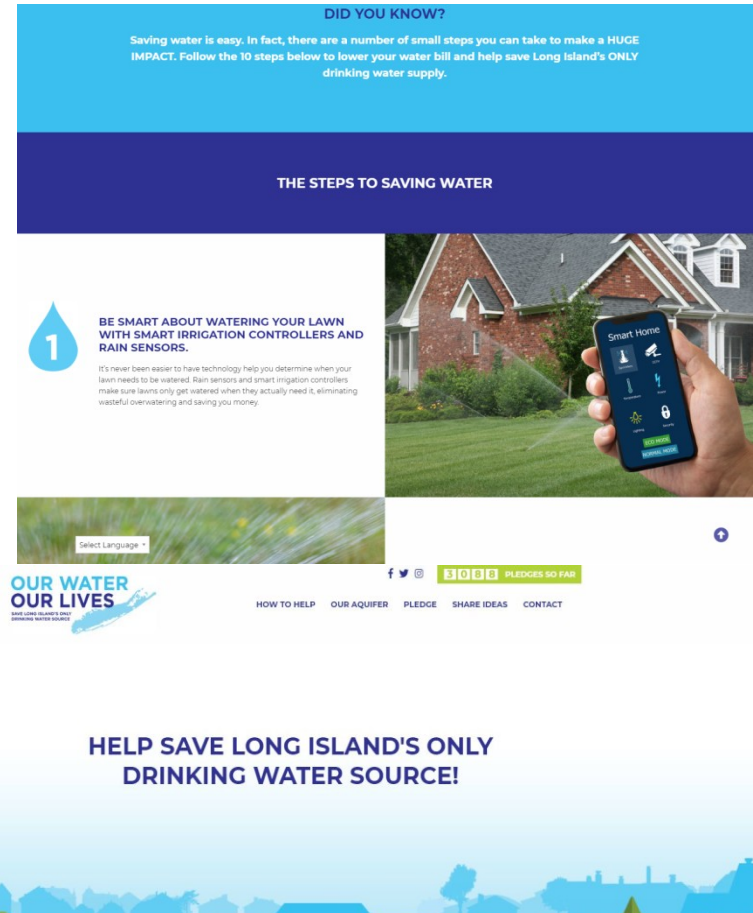 DID YOU KNOW?
Saving water is easy. In fact, there are a number of small steps you can take to make a HUGE
IMPACT. Follow the 10 steps below to lower your water bill and help save Long Island's ONLY
drinking water supply.
THE STEPS TO SAVING WATER
1
BE SMART ABOUT WATERING YOUR LAWN
WITH SMART IRRIGATION CONTROLLERS AND
RAIN SENSORS.
It's never been easier to have technology help you determine when your
lawn needs to be watered. Rain sensors and smart irrigation controllers
make sure lawns only get watered when they actually need it, eliminating
wasteful overwatering and saving you money.
Smart Home
Lighting
Security
ECO MODE
NORMAL MODE
Select Language
3088 PLEDGES SO FAR
OUR WATER
OUR LIVES
SAVE LONG ISLAND'S ONLY
DRINKING WATER SOURCE
HOW TO HELP OUR AQUIFER PLEDGE SHARE IDEAS CONTACT
HELP SAVE LONG ISLAND'S ONLY
DRINKING WATER SOURCE!